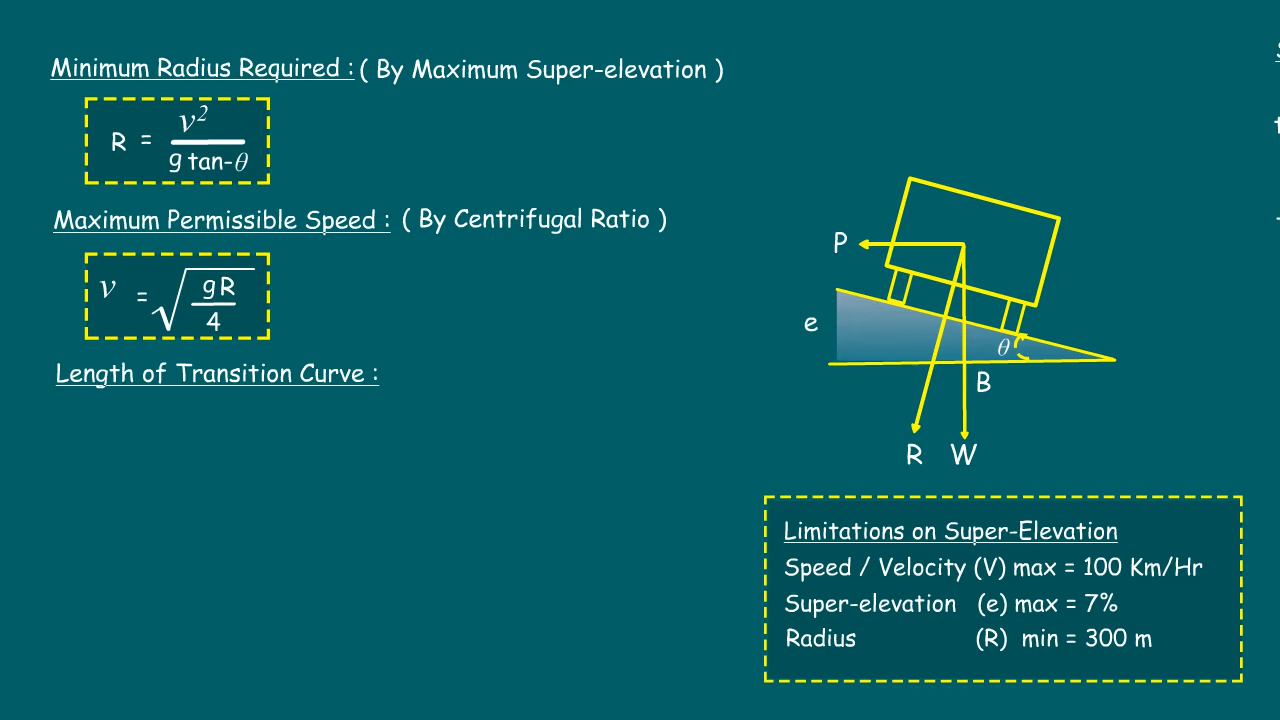 Minimum Radius Required : ( By Maximum Super-elevation )
R = v²
g tan-θ
Maximum Permissible Speed : ( By Centrifugal Ratio )
v = √ g R
4
Length of Transition Curve :
P
e
θ
B
R W
Limitations on Super-Elevation
Speed / Velocity (V) max = 100 Km/Hr
Super-elevation (e) max = 7%
Radius (R) min = 300 m